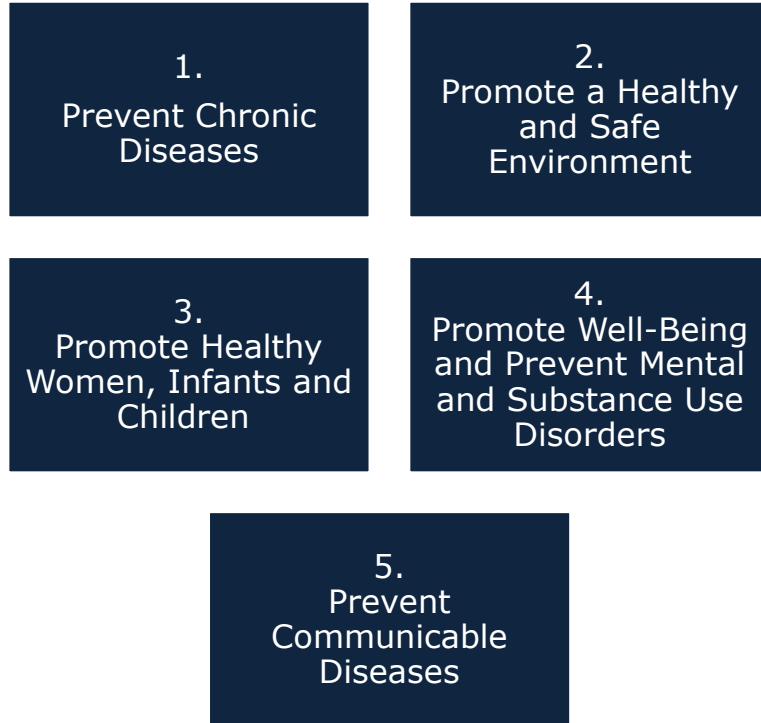 1.
Prevent Chronic
Diseases
2.
Promote a Healthy
and Safe
Environment
3.
Promote Healthy
Women, Infants and
Children
4.
Promote Well-Being
and Prevent Mental
and Substance Use
Disorders
5.
Prevent
Communicable
Diseases